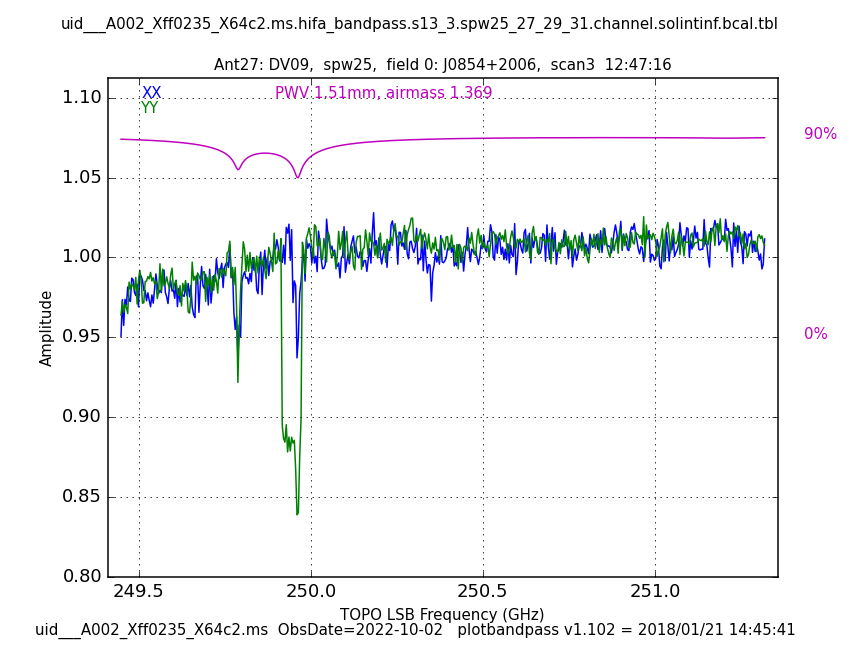 uid___A002_Xff0235_X64c2.ms.hifa_bandpass.s13_3.spw25_27_29_31.channel.solintinf.bcal.tbl
Ant27: DV09,  spw25,  field 0: J0854+2006,  scan3  12:47:16
XX
PWV 1.51mm, airmass 1.369
YY
1.10
1.05
1.00
0.95
0.90
0.85
0.80
90%
0%
Amplitude
249.5 250.0 250.5 251.0
TOPO LSB Frequency (GHz)
uid___A002_Xff0235_X64c2.ms  ObsDate=2022-10-02   plotbandpass v1.102 = 2018/01/21 14:45:41